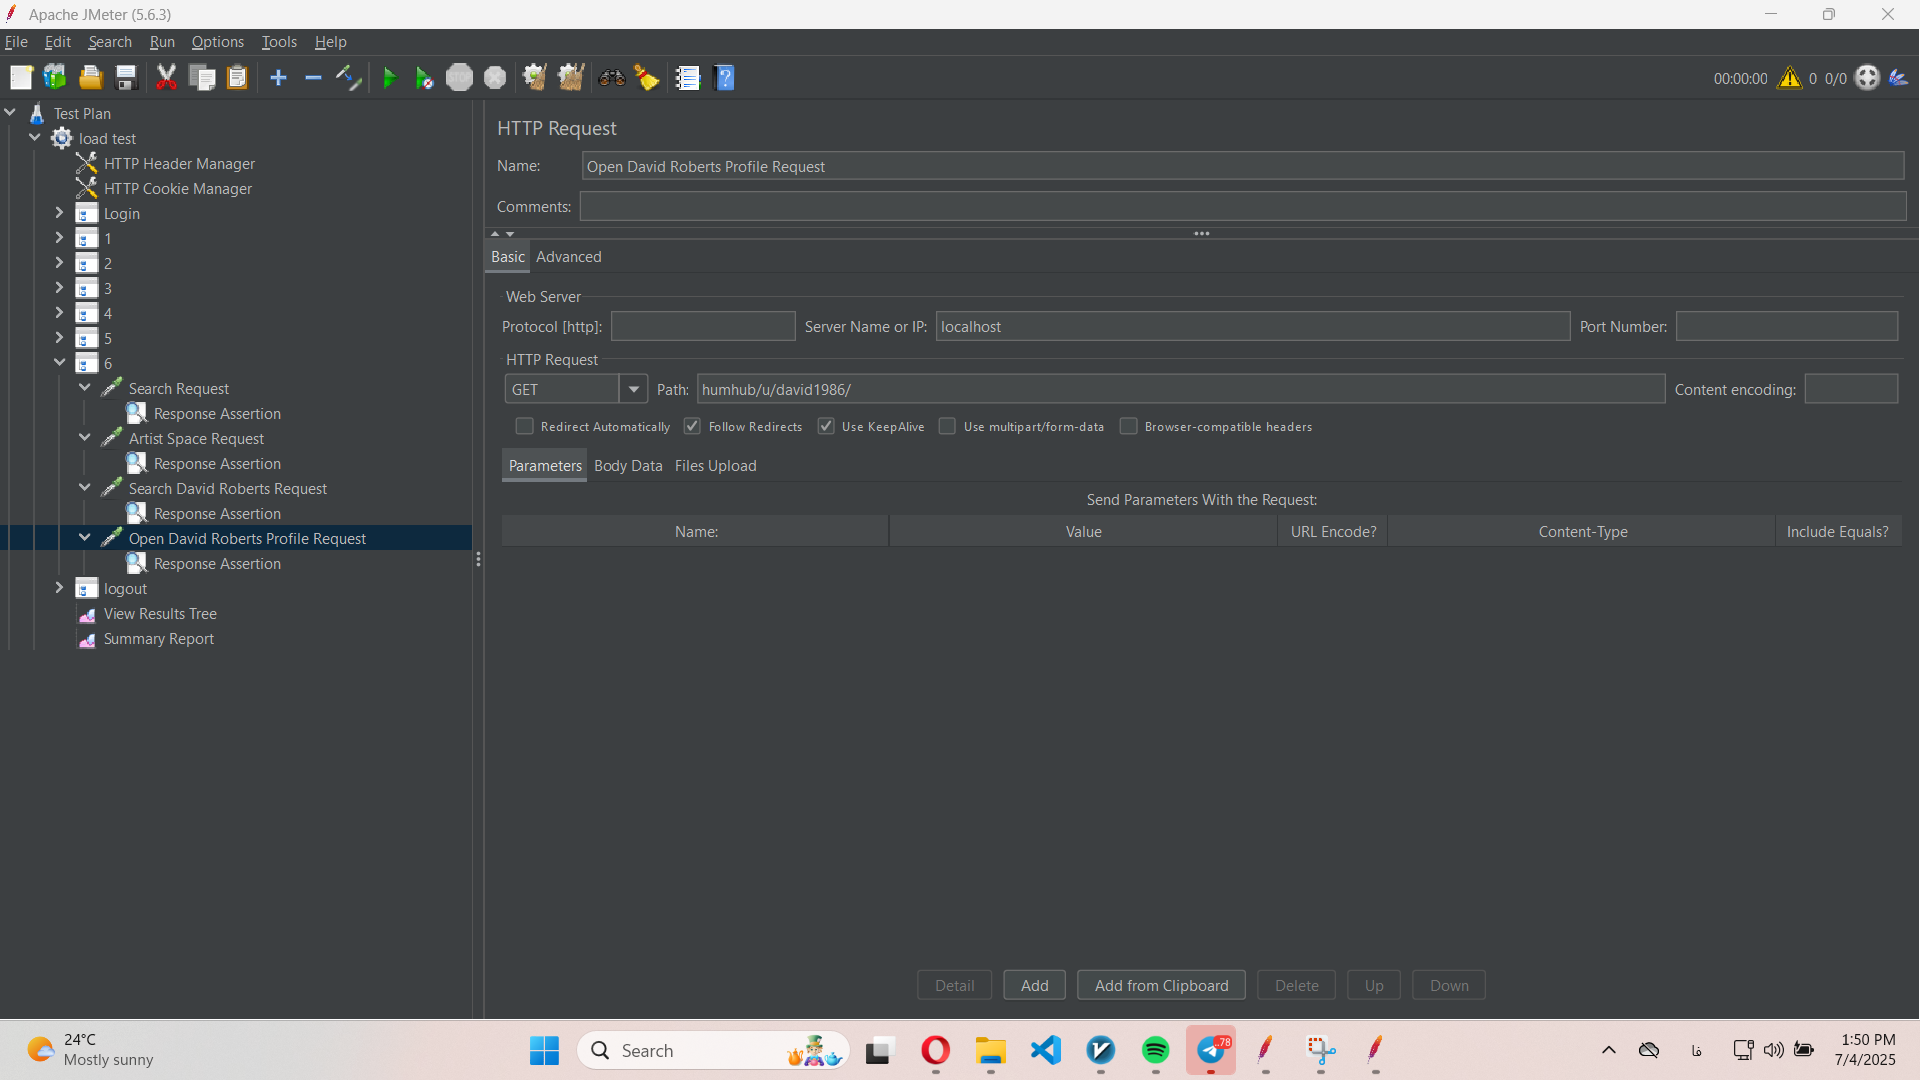 Apache JMeter (5.6.3)
File Edit Search Run Options Tools Help
STOP
00:00:00 0 0/0
Test Plan
load test
HTTP Header Manager
HTTP Cookie Manager
Login
1
2
3
4
5
6
Search Request
Response Assertion
Artist Space Request
Response Assertion
Search David Roberts Request
Response Assertion
Open David Roberts Profile Request
Response Assertion
logout
View Results Tree
Summary Report
HTTP Request
Name: Open David Roberts Profile Request
Comments:
Basic Advanced
Web Server
Protocol [http]: Server Name or IP: localhost Port Number:
HTTP Request
GET Path: humhub/u/david1986/ Content encoding:
Redirect Automatically Follow Redirects Use KeepAlive Use multipart/form-data Browser-compatible headers
Parameters Body Data Files Upload
Send Parameters With the Request:
Name: Value URL Encode? Content-Type Include Equals?
Detail Add Add from Clipboard Delete Up Down
24°C
Mostly sunny
Search
78
فا
1:50 PM
7/4/2025